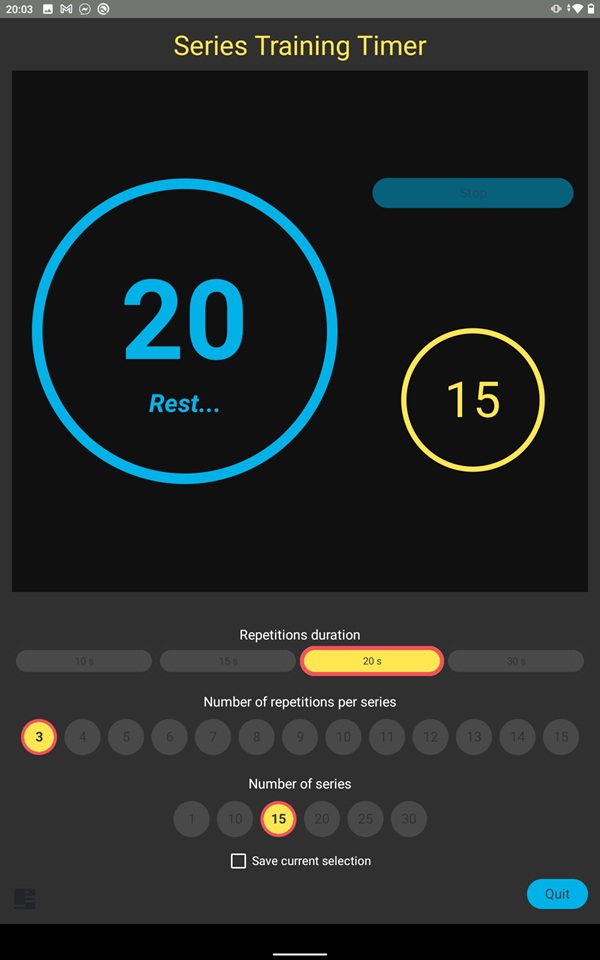 20:03
Series Training Timer
Stop
20
Rest...
15
Repetitions duration
10 s 15 s 20 s 30 s
Number of repetitions per series
3 4 5 6 7 8 9 10 11 12 13 14 15
Number of series
1 10 15 20 25 30
Save current selection
Quit